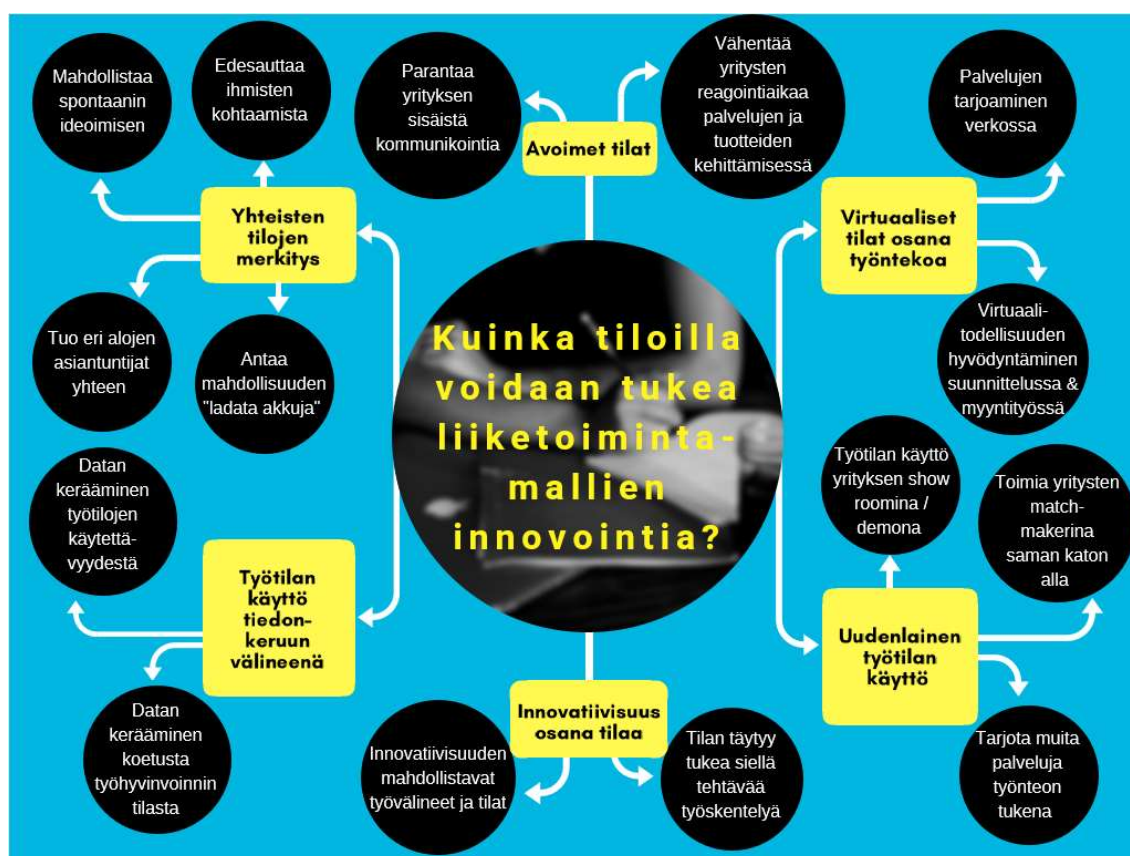 Mahdollistaa
spontaanin
ideoimisen
Edesauttaa
ihmisten
kohtaamista
Yhteisten
tilojen
merkitys
Tuo eri alojen
asiantuntijat
yhteen
Antaa
mahdollisuuden
"ladata akkuja"
Parantaa
yrityksen
sisäistä
kommunikointia
Avoimet tilat
Vähentää
yritysten
reagointiaikaa
palvelujen ja
tuotteiden
kehittämisessä
Palvelujen
tarjoaminen
verkossa
Virtuaaliset
tilat osana
työntekoa
Virtuaali-
todellisuuden
hyvödyntäminen
suunnittelussa &
myyntityössä
Kuinka tiloilla
voidaan tukea
liiketoiminta-
mallien
innovointia?
Datan
kerääminen
työtilojen
käytettä-
vyydestä
Työtilan
käyttö
tiedon-
keruun
välineenä
Datan
kerääminen
koetusta
työhyvinvoinnin
tilasta
Innovatiivisuus
osana tilaa
Innovatiivisuuden
mahdollistavat
työvälineet ja tilat
Tilan täytyy
tukea siellä
tehtävää
työskentelyä
Työtilan käyttö
yrityksen show
roomina /
demona
Toimia yritysten
match-
makerina
saman katon
alla
Uudenlainen
työtilan
käyttö
Tarjota muita
palveluja
työnteon
tukena